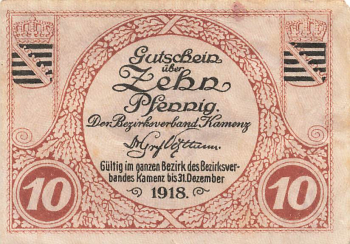 Gutschein
über
Zehn
Pfennig.
Der Bezirksverband Kamenz
Gültig im ganzen Bezirk des Bezirksver-
bandes Kamenz bis 31. Dezember
1918.
10 10